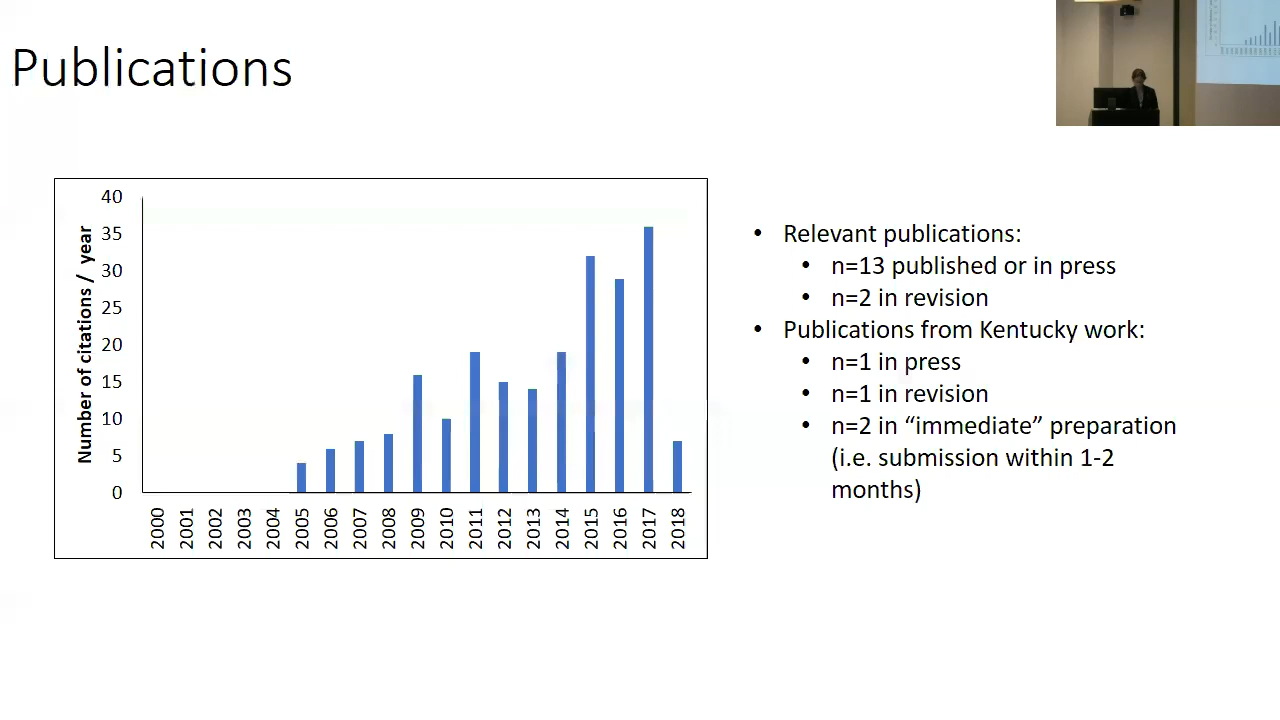 Publications
40
35
30
25
20
15
10
5
0
Number of citations / year
2000
2001
2002
2003
2004
2005
2006
2007
2008
2009
2010
2011
2012
2013
2014
2015
2016
2017
2018
• Relevant publications:
• n=13 published or in press
• n=2 in revision
• Publications from Kentucky work:
• n=1 in press
• n=1 in revision
• n=2 in “immediate” preparation
(i.e. submission within 1-2
months)